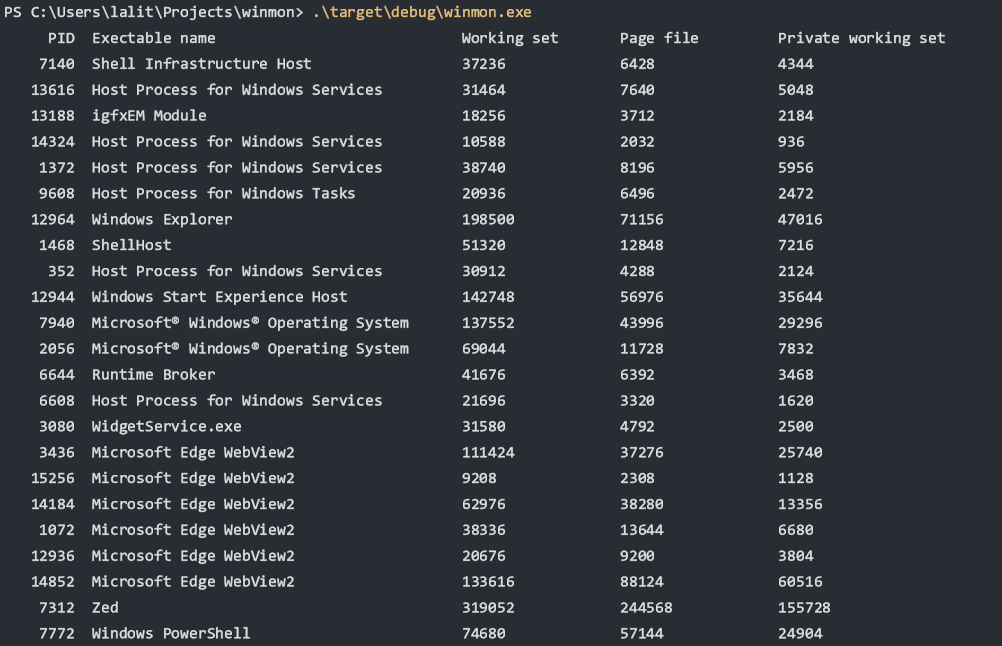 PS C:\Users\lalit\Projects\winmon> .\target\debug\winmon.exe
PID Exectable name Working set Page file Private working set
7140 Shell Infrastructure Host 37236 6428 4344
13616 Host Process for Windows Services 31464 7640 5048
13188 igfxEM Module 18256 3712 2184
14324 Host Process for Windows Services 10588 2032 936
1372 Host Process for Windows Services 38740 8196 5956
9608 Host Process for Windows Tasks 20936 6496 2472
12964 Windows Explorer 198500 71156 47016
1468 ShellHost 51320 12848 7216
352 Host Process for Windows Services 30912 4288 2124
12944 Windows Start Experience Host 142748 56976 35644
7940 Microsoft® Windows® Operating System 137552 43996 29296
2056 Microsoft® Windows® Operating System 69044 11728 7832
6644 Runtime Broker 41676 6392 3468
6608 Host Process for Windows Services 21696 3320 1620
3080 WidgetService.exe 31580 4792 2500
3436 Microsoft Edge WebView2 111424 37276 25740
15256 Microsoft Edge WebView2 9208 2308 1128
14184 Microsoft Edge WebView2 62976 38280 13356
1072 Microsoft Edge WebView2 38336 13644 6680
12936 Microsoft Edge WebView2 20676 9200 3804
14852 Microsoft Edge WebView2 133616 88124 60516
7312 Zed 319052 244568 155728
7772 Windows PowerShell 74680 57144 24904